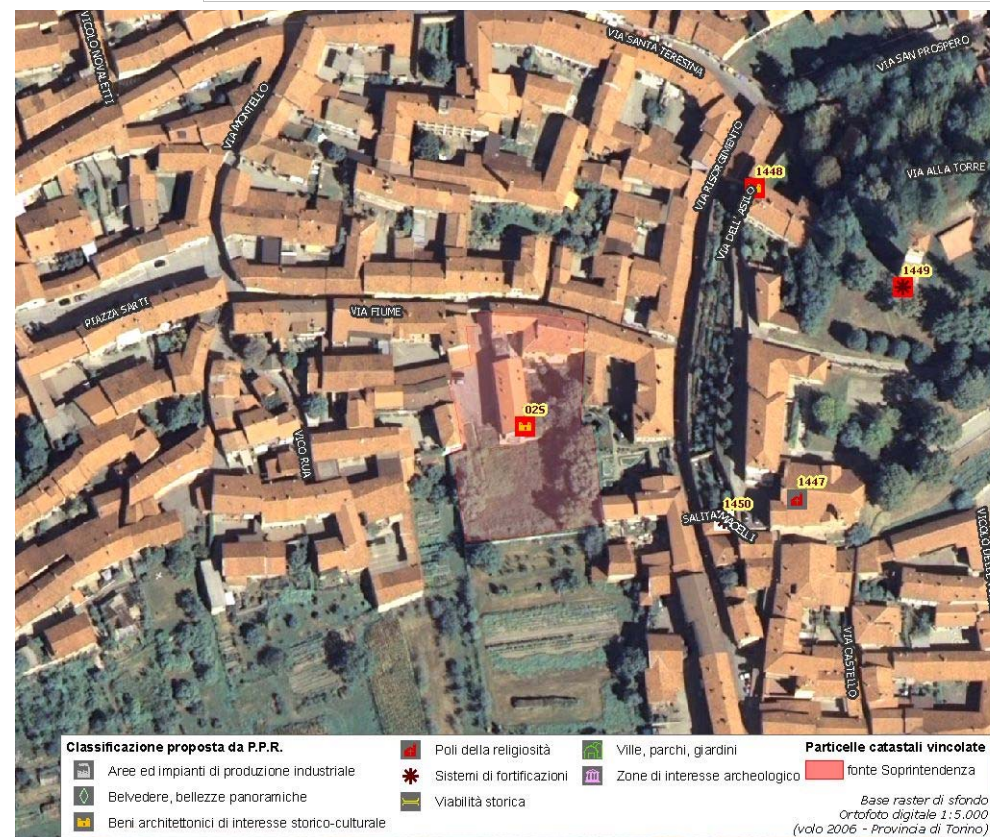 VICOLO NOVALETTI
VIA MONTELLO
VIA SANTA TERESINA
VIA SAN PROSPERO
VIA RISORGIMENTO
1448
VIA ALLA TORRE
VIA DELL' ASILO
1449
PIAZZA SARTI
VIA FIUME
025
VICO RUA
1447
1450
SALITA MACELLI
VIA CASTELLO
Classificazione proposta da P.P.R.
Aree ed impianti di produzione industriale
Belvedere, bellezze panoramiche
Beni architettonici di interesse storico-culturale
Poli della religiosità
Sistemi di fortificazioni
Viabilità storica
Ville, parchi, giardini
Zone di interesse archeologico
Particelle catastali vincolate
fonte Soprintendenza
Base raster di sfondo
Ortofoto digitale 1:5.000
(volo 2006 - Provincia di Torino)